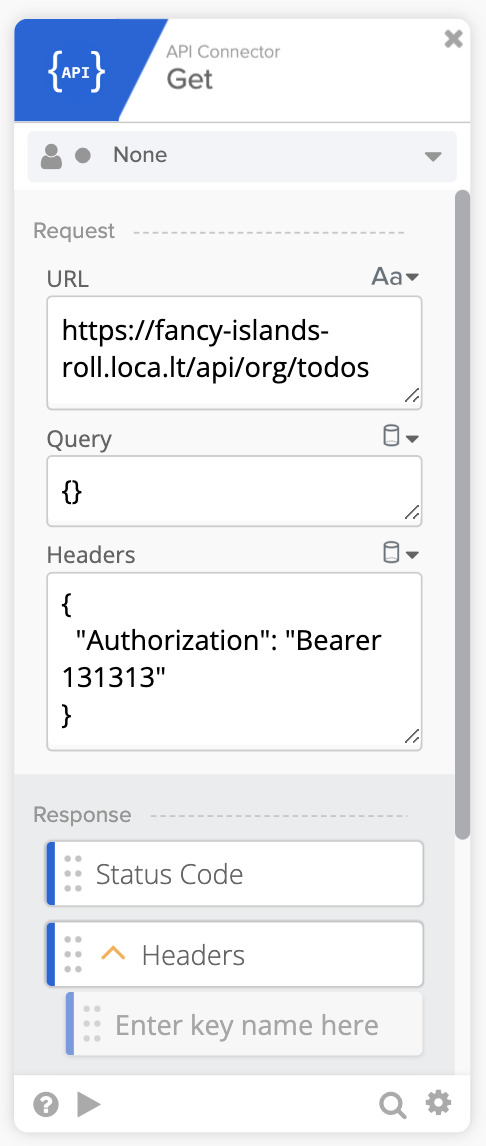 {API}
API Connector
Get
None
Request
URL
Aa
https://fancy-islands-
roll.loca.lt/api/org/todos
Query
{}
Headers
{
"Authorization": "Bearer
131313"
}
Response
Status Code
Headers
Enter key name here
?